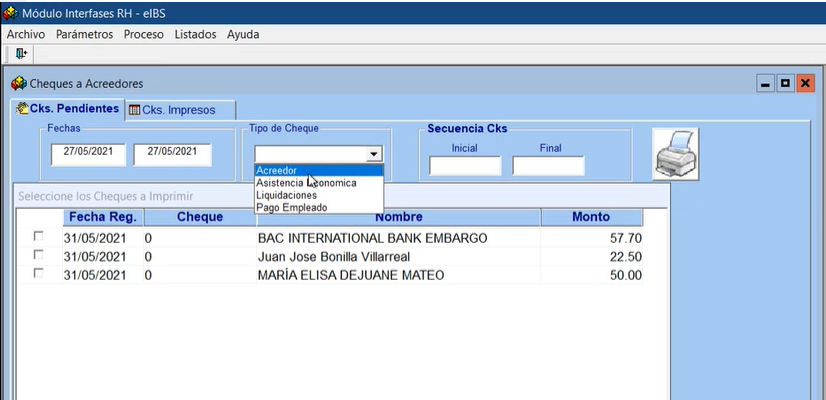 Módulo Interfases RH - eIBS
Archivo Parámetros Proceso Listados Ayuda
Cheques a Acreedores
Cks. Pendientes Cks. Impresos
Fechas Tipo de Cheque Secuencia Cks
Inicial Final
27/05/2021 27/05/2021
Acreedor
Asistencia Economica
Liquidaciones
Pago Empleado
Seleccione los Cheques a Imprimir
Fecha Reg. Cheque Nombre Monto
31/05/2021 0 BAC INTERNATIONAL BANK EMBARGO 57.70
31/05/2021 0 Juan Jose Bonilla Villarreal 22.50
31/05/2021 0 MARÍA ELISA DEJUANE MATEO 50.00